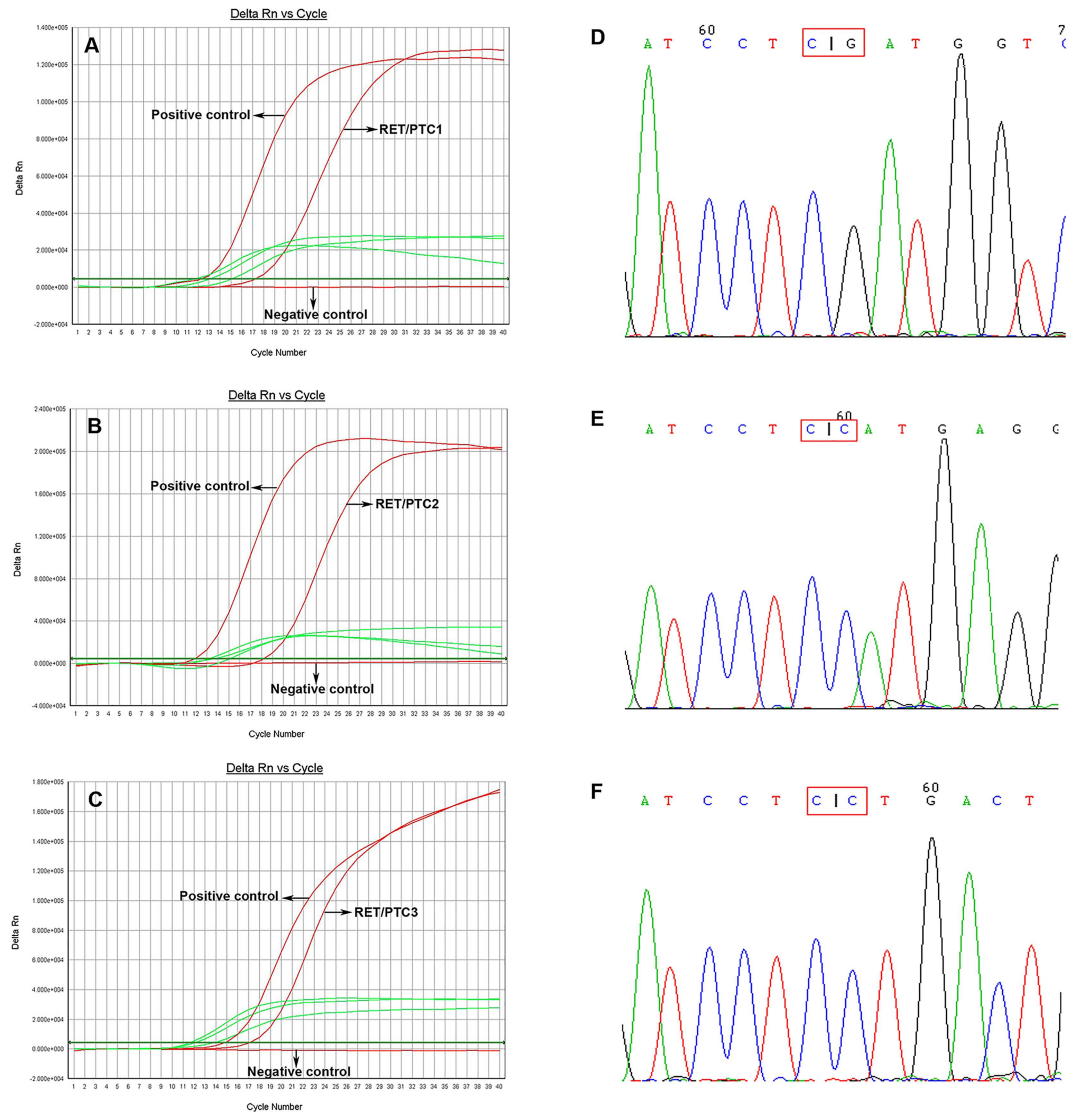 Delta Rn vs Cycle
A
1.400e+005
1.200e+005
1.000e+005
8.000e+004
6.000e+004
4.000e+004
2.000e+004
0.000e+000
-2.000e+004
Delta Rn
Positive control
RET/PTC1
Negative control
1 2 3 4 5 6 7 8 9 10 11 12 13 14 15 16 17 18 19 20 21 22 23 24 25 26 27 28 29 30 31 32 33 34 35 36 37 38 39 40
Cycle Number
D
60 7
A T C C T C | G A T G G T C
Delta Rn vs Cycle
B
2.400e+005
2.000e+005
1.600e+005
1.200e+005
8.000e+004
4.000e+004
0.000e+000
-4.000e+004
Delta Rn
Positive control
RET/PTC2
Negative control
1 2 3 4 5 6 7 8 9 10 11 12 13 14 15 16 17 18 19 20 21 22 23 24 25 26 27 28 29 30 31 32 33 34 35 36 37 38 39 40
Cycle Number
E
60
A T C C T C | C A T G A G G
Delta Rn vs Cycle
C
1.800e+005
1.600e+005
1.400e+005
1.200e+005
1.000e+005
8.000e+004
6.000e+004
4.000e+004
2.000e+004
0.000e+000
-2.000e+004
Delta Rn
Positive control
RET/PTC3
Negative control
1 2 3 4 5 6 7 8 9 10 11 12 13 14 15 16 17 18 19 20 21 22 23 24 25 26 27 28 29 30 31 32 33 34 35 36 37 38 39 40
Cycle Number
F
60
A T C C T C | C T G A C T